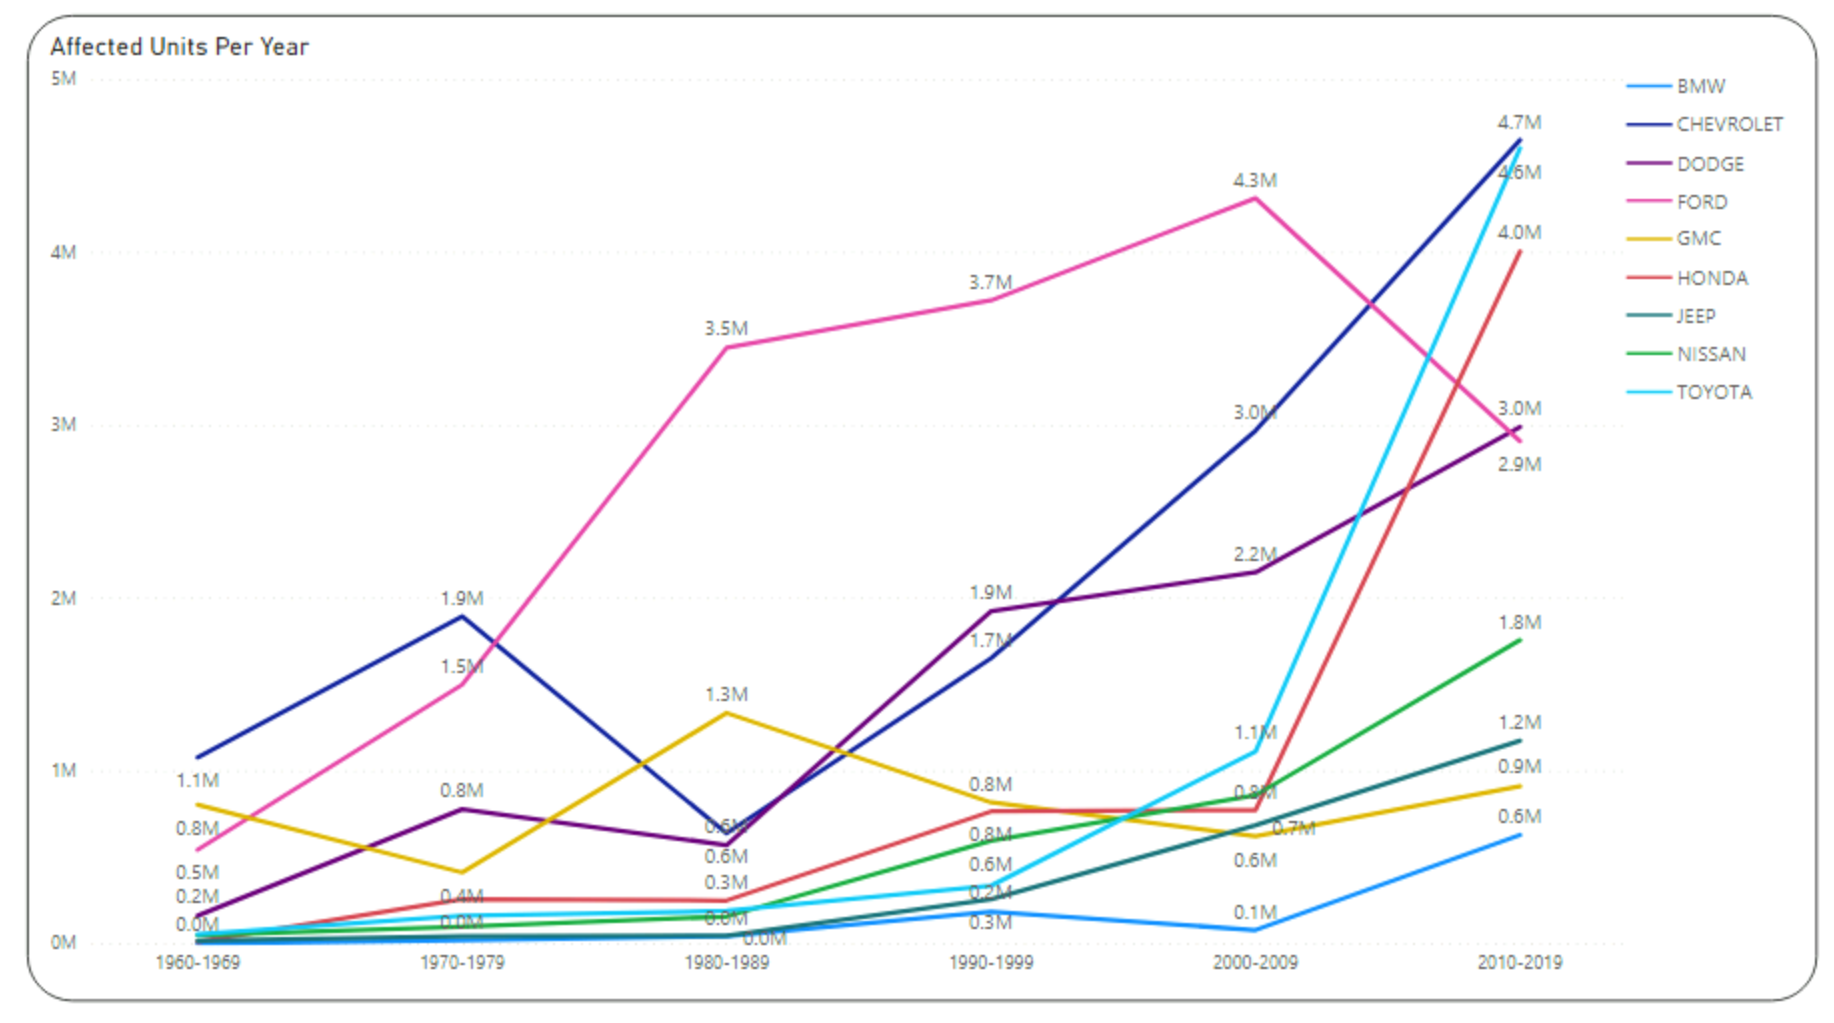 Affected Units Per Year
5M
BMW
4.7M
CHEVROLET
DODGE
4.6M
4.3M
FORD
4.0M
GMC
4M
HONDA
3.7M
JEEP
3.5M
NISSAN
TOYOTA
3.0M
3.0M
3M
2.9M
2.2M
1.9M
1.9M
2M
1.8M
1.7M
1.5M
1.2M
1.3M
1.1M
1M
0.9M
1.1M
0.8M
0.8M
0.8M
0.6M
0.8M
0.6M
0.7M
0.8M
0.6M
0.6M
0.6M
0.5M
0.3M
0.2M
0.4M
0.2M
0.1M
0.0M
0.0M
0.0M
0.3M
0.0M
0M
1960-1969 1970-1979 1980-1989 1990-1999 2000-2009 2010-2019